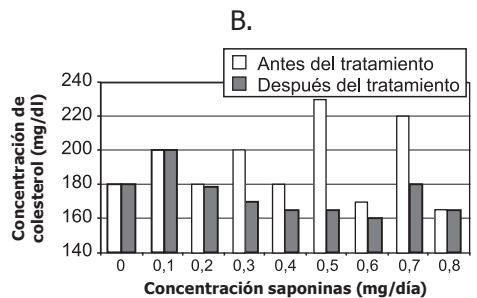 B.
Antes del tratamiento
Después del tratamiento
Concentración de
colesterol (mg/dl)
240
220
200
180
160
140
0 0,1 0,2 0,3 0,4 0,5 0,6 0,7 0,8
Concentración saponinas (mg/día)